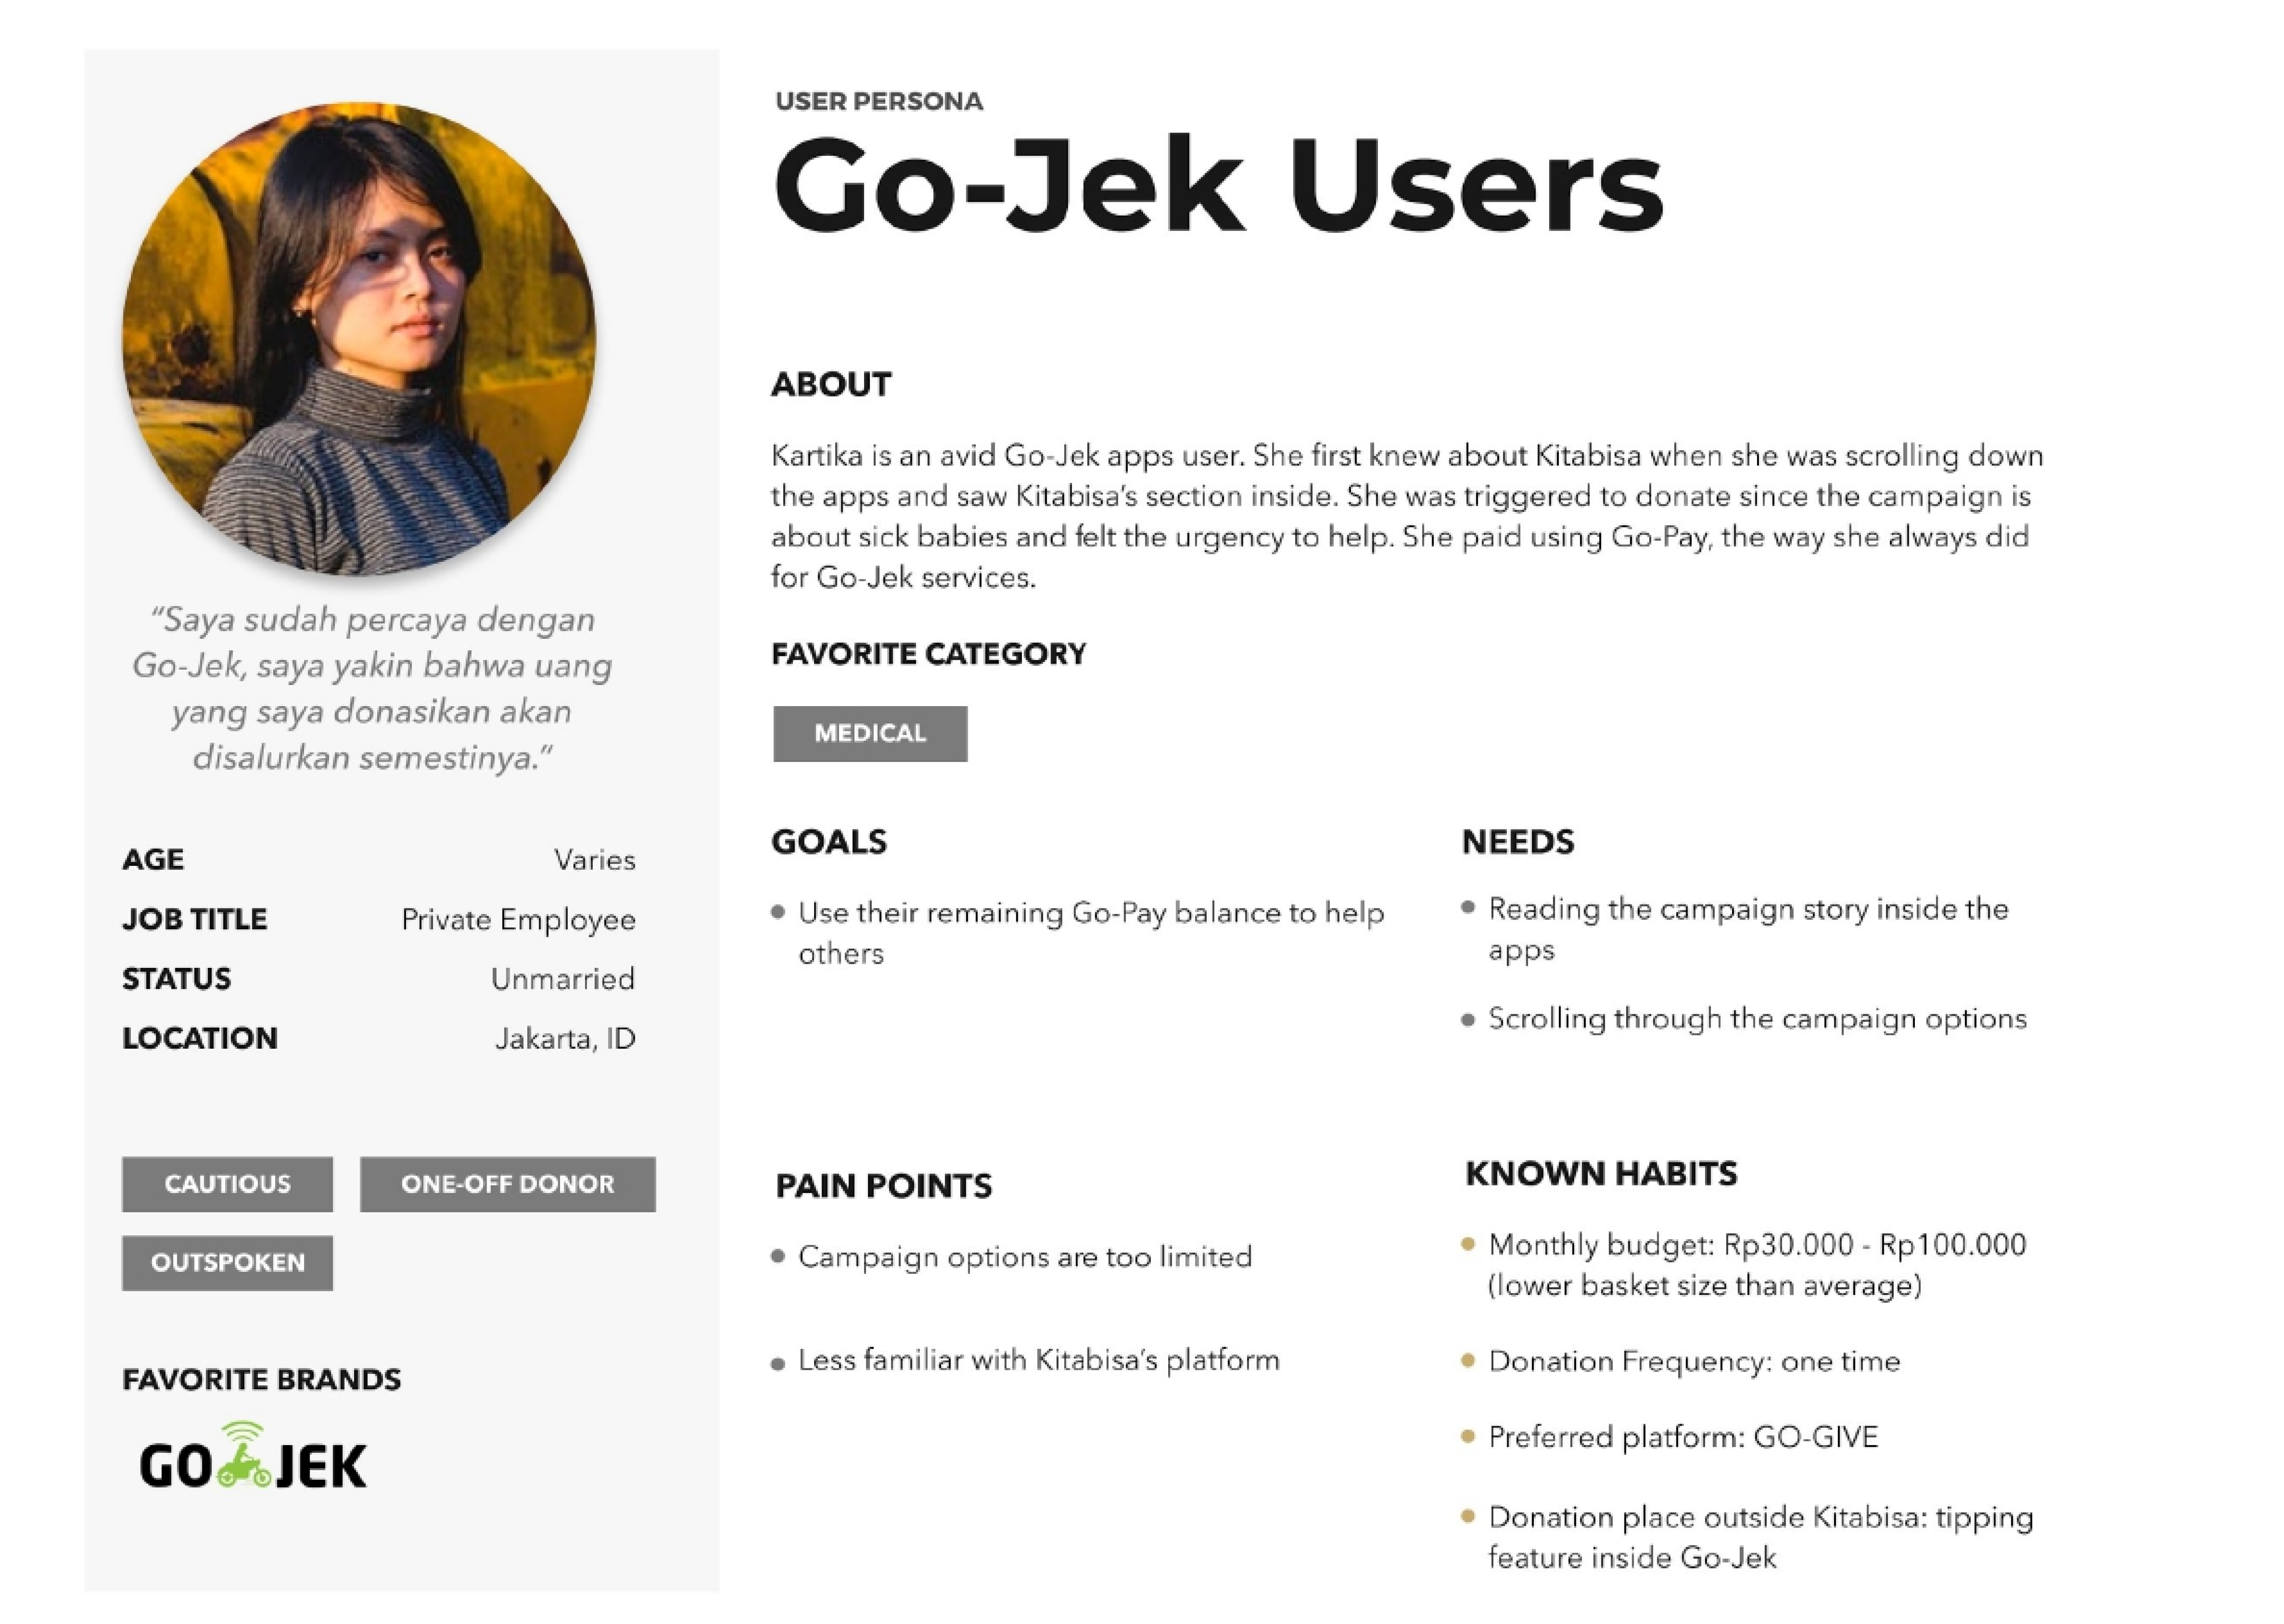 USER PERSONA
Go-Jek Users
“Saya sudah percaya dengan
Go-Jek, saya yakin bahwa uang
yang saya donasikan akan
disalurkan semestinya.“
AGE Varies
JOB TITLE Private Employee
STATUS Unmarried
LOCATION Jakarta, ID
CAUTIOUS
ONE-OFF DONOR
OUTSPOKEN
FAVORITE BRANDS
GO JEK
ABOUT
Kartika is an avid Go-Jek apps user. She first knew about Kitabisa when she was scrolling down
the apps and saw Kitabisa’s section inside. She was triggered to donate since the campaign is
about sick babies and felt the urgency to help. She paid using Go-Pay, the way she always did
for Go-Jek services.
FAVORITE CATEGORY
MEDICAL
GOALS
Use their remaining Go-Pay balance to help
others
NEEDS
Reading the campaign story inside the
apps
Scrolling through the campaign options
PAIN POINTS
Campaign options are too limited
Less familiar with Kitabisa’s platform
KNOWN HABITS
Monthly budget: Rp30.000 - Rp100.000
(lower basket size than average)
Donation Frequency: one time
Preferred platform: GO-GIVE
Donation place outside Kitabisa: tipping
feature inside Go-Jek